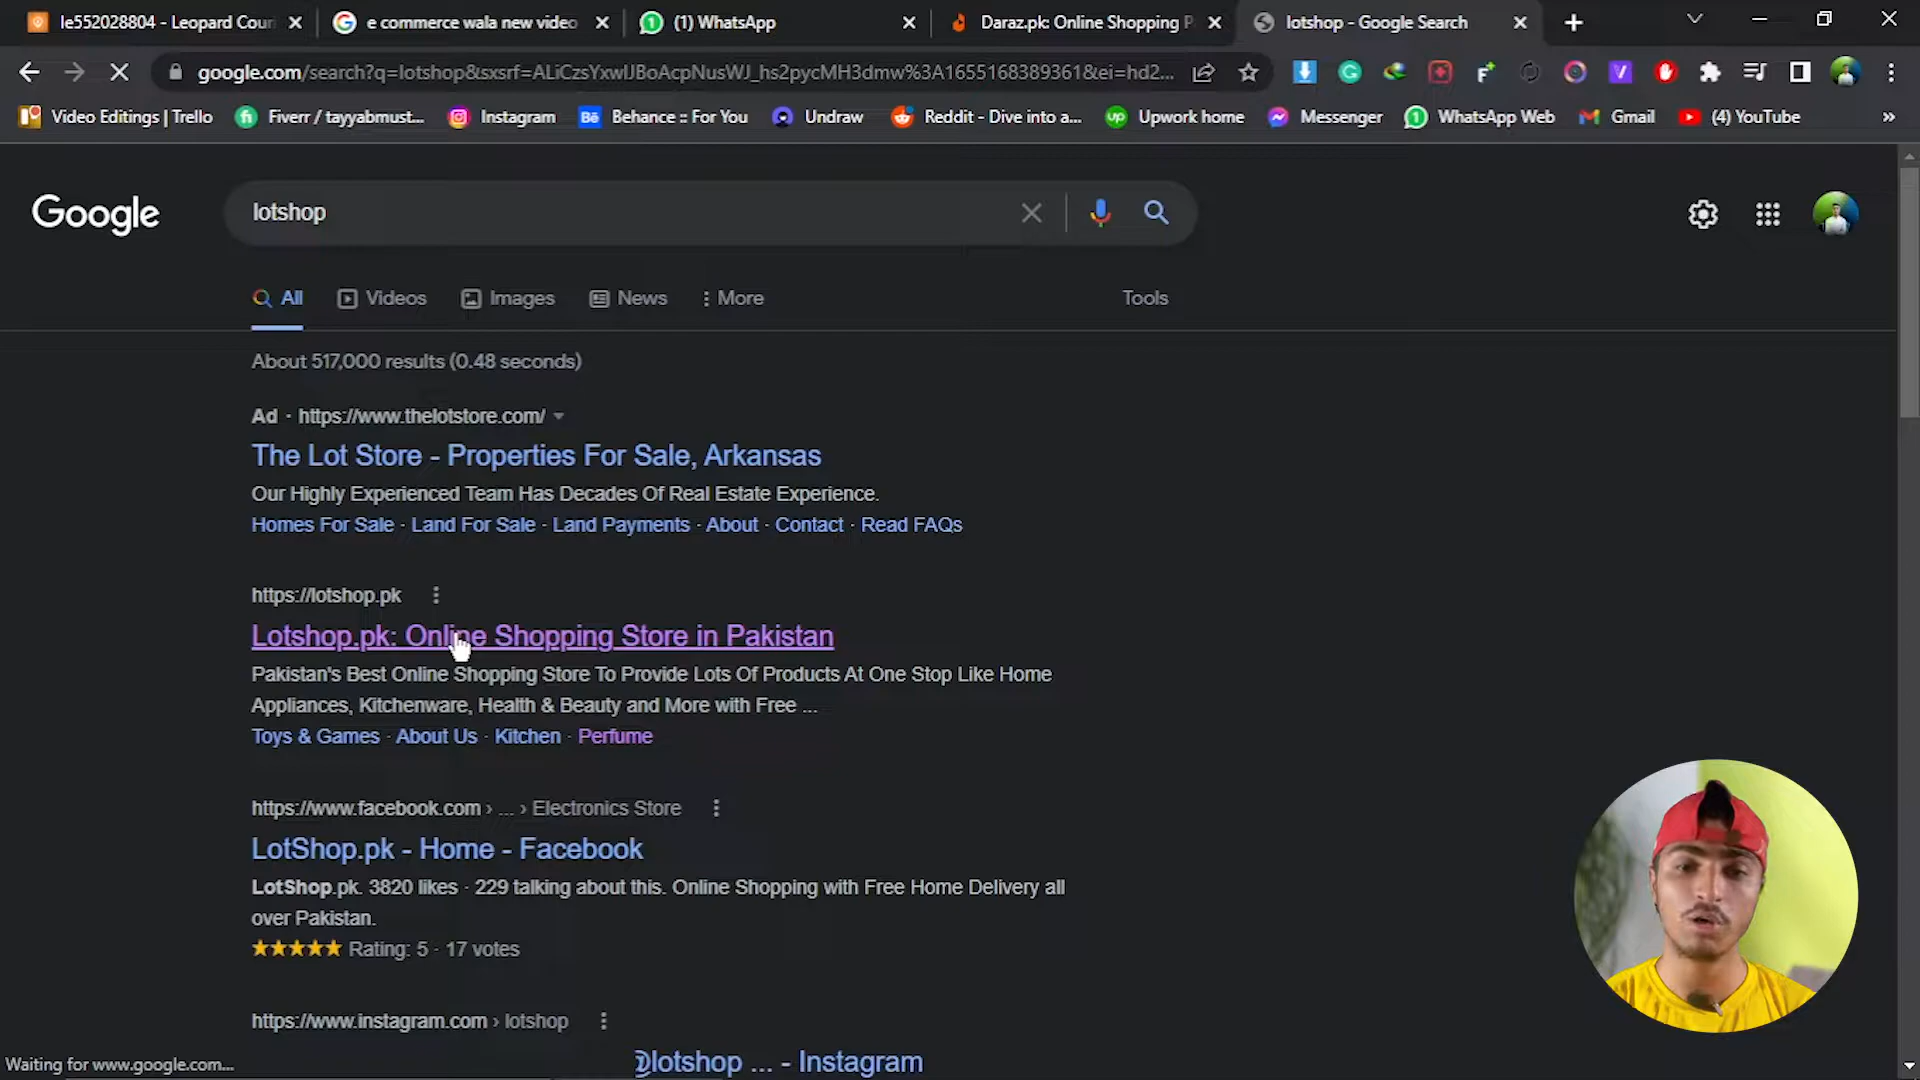 le552028804 - Leopard Cour
e commerce wala new video
(1) WhatsApp
Daraz.pk: Online Shopping P
lotshop - Google Search
google.com/search?q=lotshop&sxsrf=ALiCzsYxwIJBoAcpNusWJ_hs2pycMH3dmw%3A1655168389361&ei=hd2...
Video Editings | Trello
Fiverr / tayyabmust...
Instagram
Behance :: For You
Undraw
Reddit - Dive into a...
Upwork home
Messenger
WhatsApp Web
Gmail
(4) YouTube
Google
lotshop
All
Videos
Images
News
More
Tools
About 517,000 results (0.48 seconds)
Ad · https://www.thelotstore.com/
The Lot Store - Properties For Sale, Arkansas
Our Highly Experienced Team Has Decades Of Real Estate Experience.
Homes For Sale · Land For Sale · Land Payments · About · Contact · Read FAQs
https://lotshop.pk
Lotshop.pk: Online Shopping Store in Pakistan
Pakistan's Best Online Shopping Store To Provide Lots Of Products At One Stop Like Home
Appliances, Kitchenware, Health & Beauty and More with Free ...
Toys & Games · About Us · Kitchen · Perfume
https://www.facebook.com › ... › Electronics Store
LotShop.pk - Home - Facebook
LotShop.pk. 3820 likes · 229 talking about this. Online Shopping with Free Home Delivery all
over Pakistan.
Rating: 5 · 17 votes
https://www.instagram.com › lotshop
@lotshop ... - Instagram
Waiting for www.google.com...